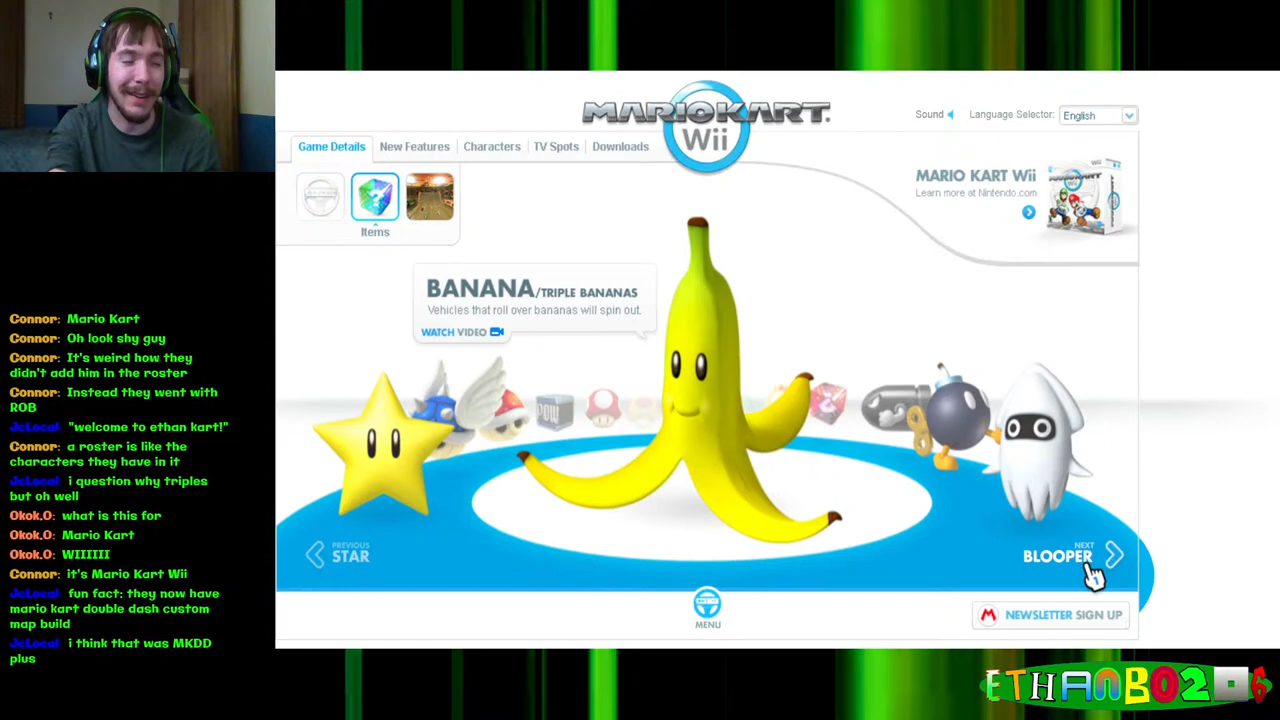 MARIOKART.
Wii
Sound
Language Selector:
English
Game Details
New Features
Characters
TV Spots
Downloads
Items
MARIO KART Wii
Learn more at Nintendo.com
BANANA/TRIPLE BANANAS
Vehicles that roll over bananas will spin out.
WATCH VIDEO
POW
PREVIOUS
STAR
NEXT
BLOOPER
MENU
NEWSLETTER SIGN UP
Connor: Mario Kart
Connor: Oh look shy guy
Connor: It's weird how they
didn't add him in the roster
Connor: Instead they went with
ROB
JcLocal: "welcome to ethan kart!"
Connor: a roster is like the
characters they have in it
JcLocal: i question why triples
but oh well
Okok.O: what is this for
Okok.O: Mario Kart
Okok.O: WIIIIII
Connor: it's Mario Kart Wii
JcLocal: fun fact: they now have
mario kart double dash custom
map build
JcLocal: i think that was MKDD
plus
ETHANBO206